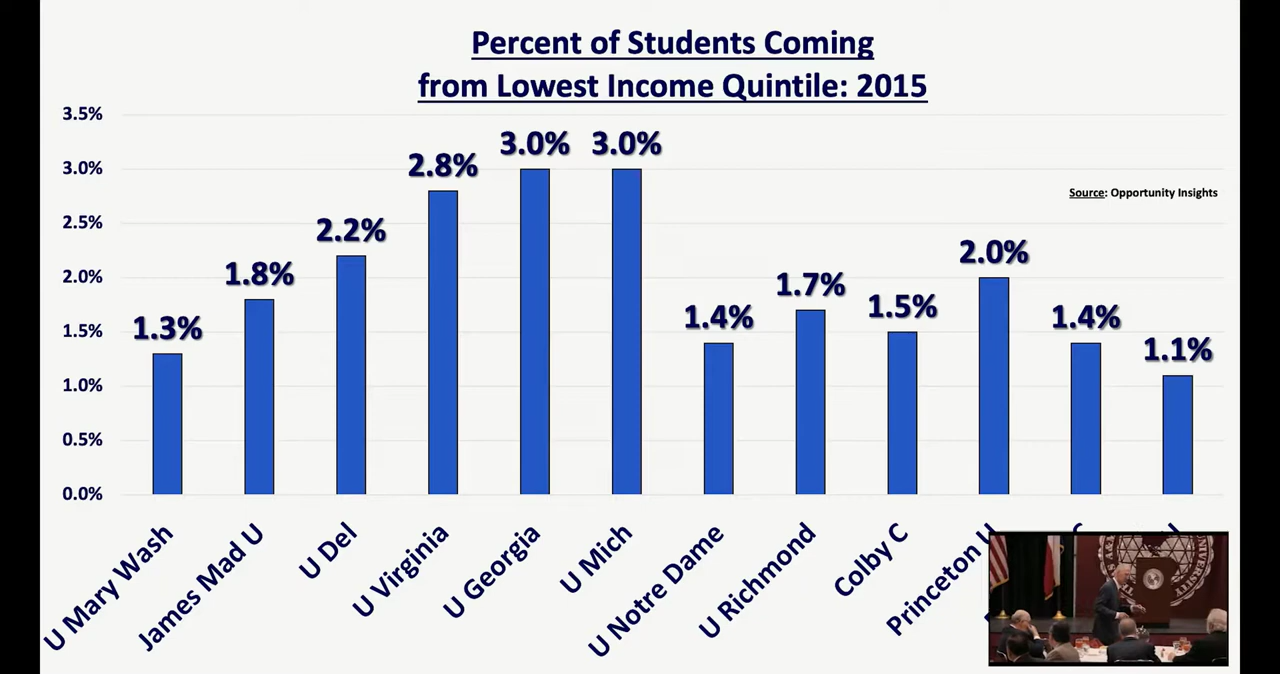 Percent of Students Coming
from Lowest Income Quintile: 2015
3.5%
3.0%
2.5%
2.0%
1.5%
1.0%
0.5%
0.0%
Source: Opportunity Insights
1.3%
1.8%
2.2%
2.8%
3.0%
3.0%
1.4%
1.7%
1.5%
2.0%
1.4%
1.1%
U Mary Wash
James Mad U
U Del
U Virginia
U Georgia
U Mich
U Notre Dame
U Richmond
Colby C
Princeton U